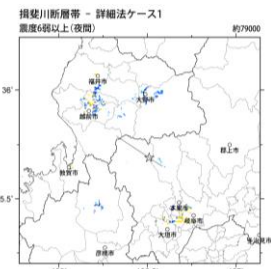 揖斐川断層帯 - 詳細法ケース1
震度6弱以上(夜間)
約79000
福井市
36°
大野市
越前市
郡上市
敦賀市
5.5°
本巣市
岐阜市
大垣市
彦根市